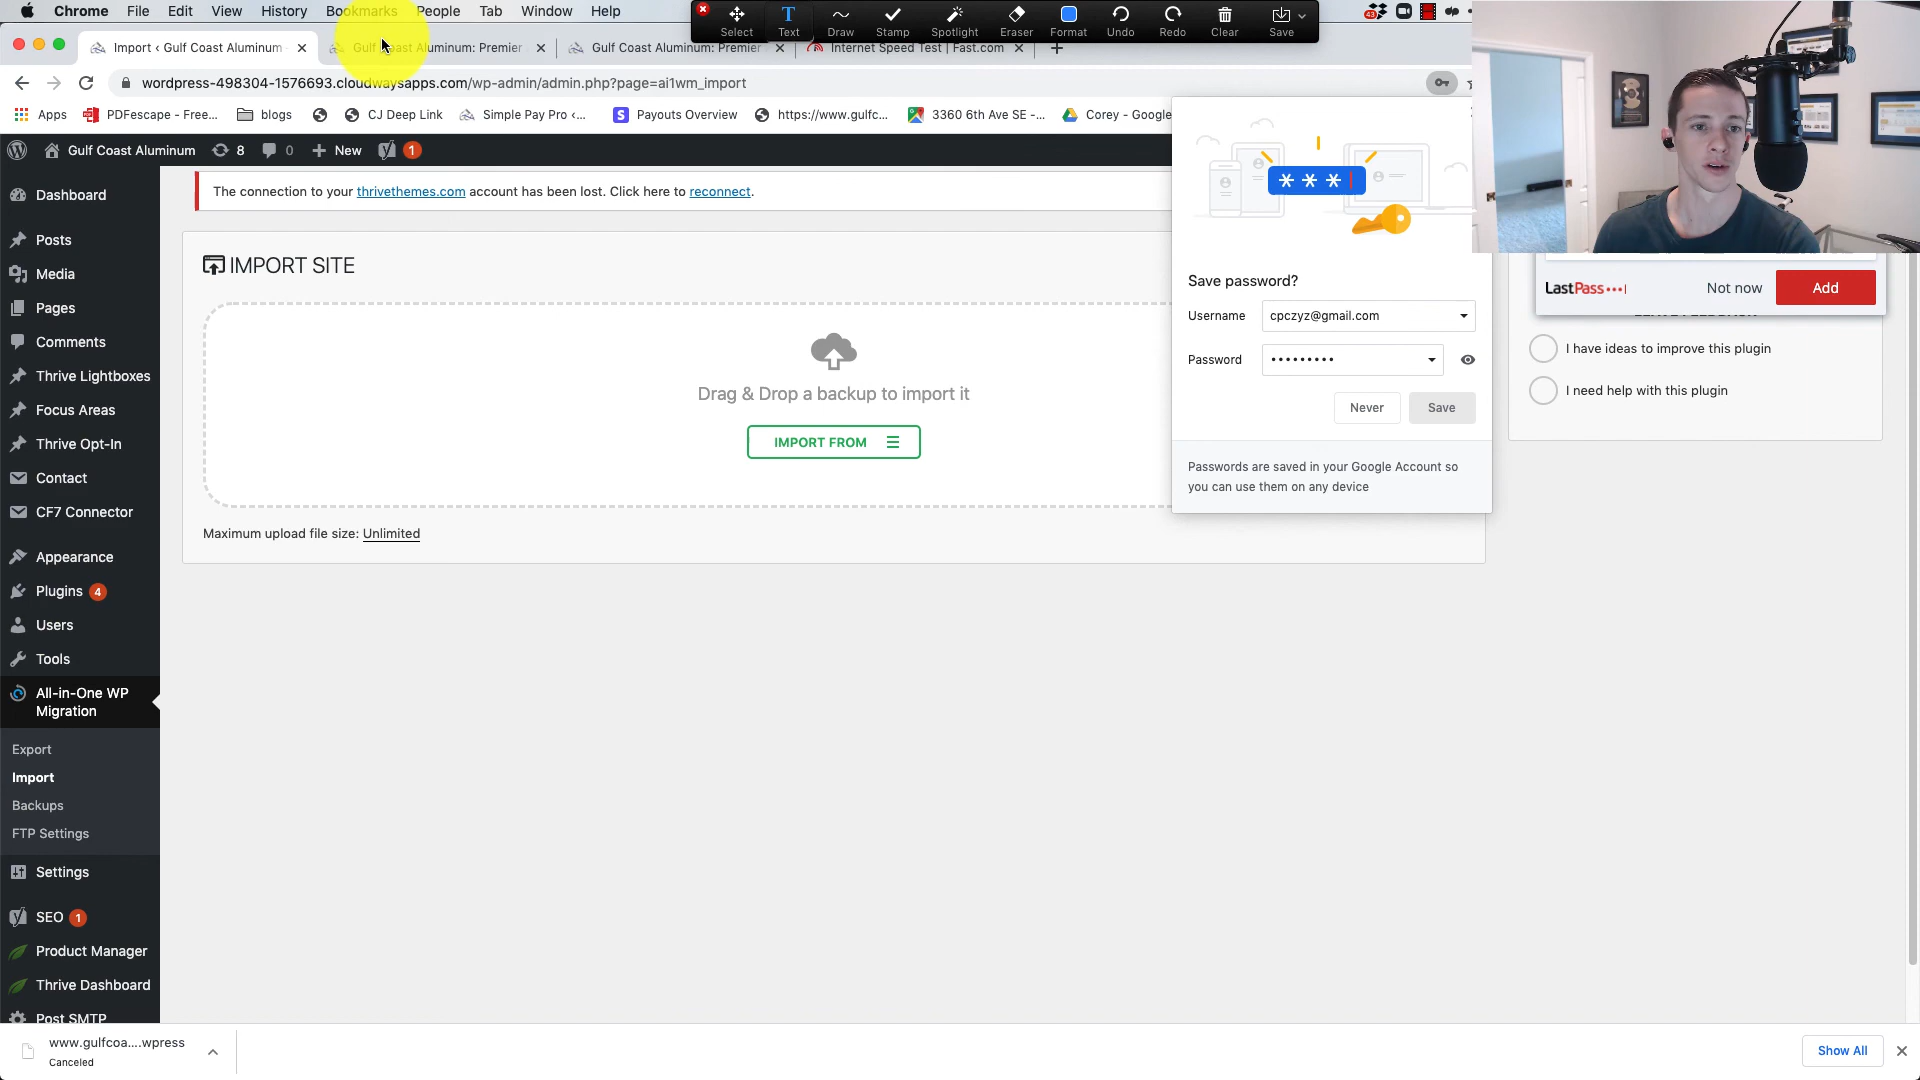 Chrome File Edit View History Bookmarks People Tab Window Help
Select Text Draw Stamp Spotlight Eraser Format Undo Redo Clear Save
43
Import ‹ Gulf Coast Aluminum
Gulf Coast Aluminum: Premier
Gulf Coast Aluminum: Premier
Internet Speed Test | Fast.com
wordpress-498304-1576693.cloudwaysapps.com/wp-admin/admin.php?page=ai1wm_import
Apps PDFescape - Free... blogs CJ Deep Link Simple Pay Pro ‹... Payouts Overview https://www.gulfc... 3360 6th Ave SE -... Corey - Google
Gulf Coast Aluminum 8 0 New 1
Dashboard
Posts
Media
Pages
Comments
Thrive Lightboxes
Focus Areas
Thrive Opt-In
Contact
CF7 Connector
Appearance
Plugins 4
Users
Tools
All-in-One WP
Migration
Export
Import
Backups
FTP Settings
Settings
SEO 1
Product Manager
Thrive Dashboard
Post SMTP
The connection to your thrivethemes.com account has been lost. Click here to reconnect.
IMPORT SITE
Drag & Drop a backup to import it
IMPORT FROM
Maximum upload file size: Unlimited
Save password?
Username cpczyz@gmail.com
Password •••••••••
Never Save
Passwords are saved in your Google Account so
you can use them on any device
LastPass Not now Add
I have ideas to improve this plugin
I need help with this plugin
www.gulfcoa....wpress
Canceled
Show All